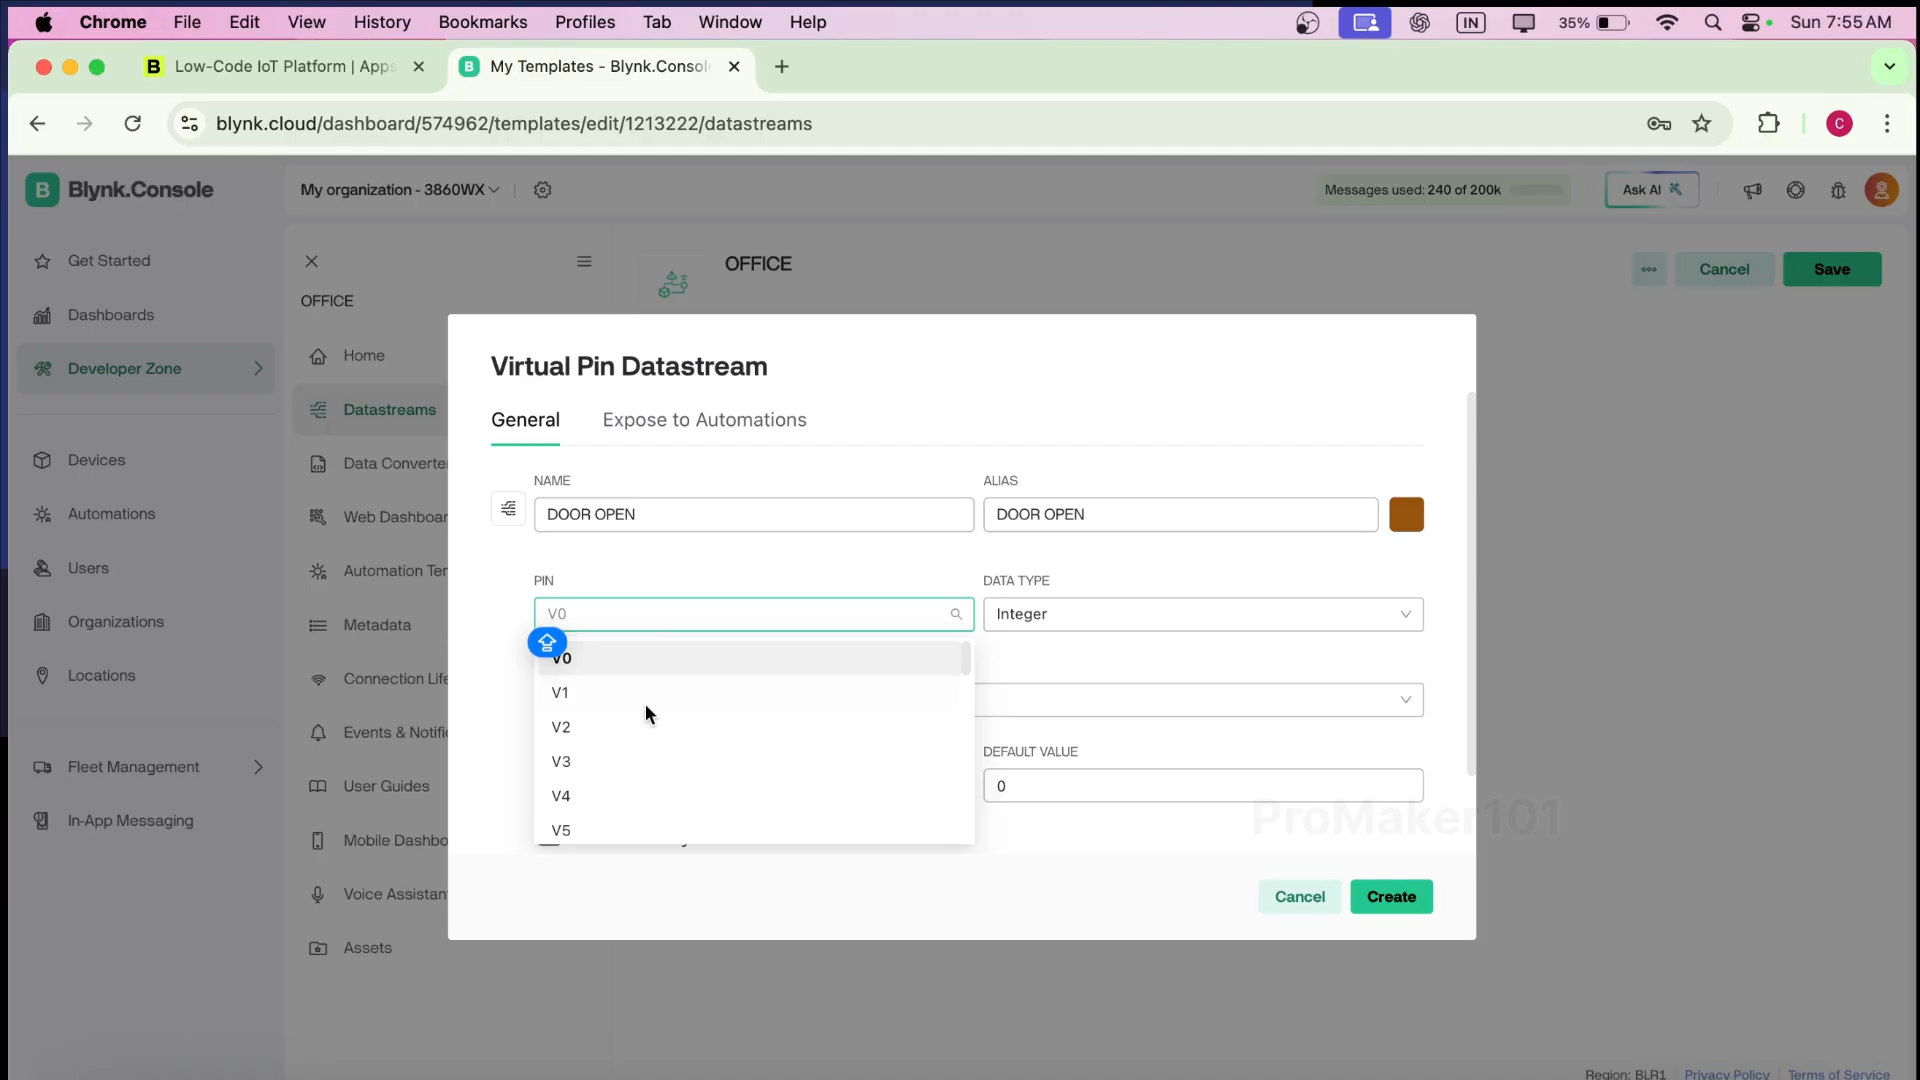 Chrome File Edit View History Bookmarks Profiles Tab Window Help IN 35% Sun 7:55 AM
B Low-Code IoT Platform | Apps B My Templates - Blynk.Consol
blynk.cloud/dashboard/574962/templates/edit/1213222/datastreams C
B Blynk.Console My organization - 3860WX Messages used: 240 of 200k Ask AI
Get Started
OFFICE
Cancel Save
OFFICE
Dashboards
Home
Developer Zone
Datastreams
Data Converte
Devices
Web Dashboar
Automations
Automation Ter
Users
Metadata
Organizations
Connection Life
Locations
Events & Notific
Fleet Management
User Guides
In-App Messaging
Mobile Dashbo
Voice Assistan
Assets
Virtual Pin Datastream
General Expose to Automations
NAME ALIAS
DOOR OPEN DOOR OPEN
PIN DATA TYPE
V0 Integer
V0
V1
V2
V3
V4
V5
DEFAULT VALUE
0
ProMaker101
Cancel Create
Region: BLR1 Privacy Policy Terms of Service